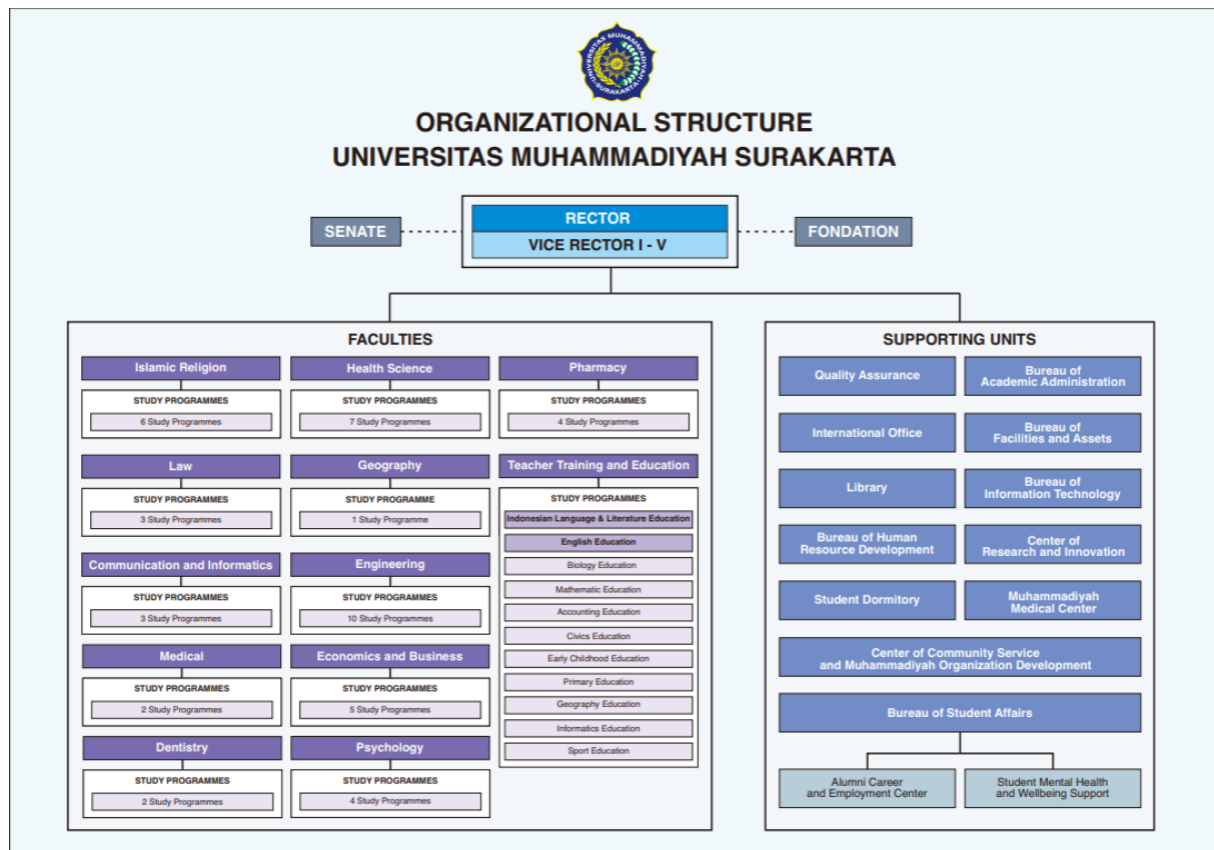 UNIVERSITAS MUHAMMADIYAH
SURAKARTA
ORGANIZATIONAL STRUCTURE
UNIVERSITAS MUHAMMADIYAH SURAKARTA
SENATE
RECTOR
VICE RECTOR I - V
FONDATION
FACULTIES
Islamic Religion
STUDY PROGRAMMES
6 Study Programmes
Health Science
STUDY PROGRAMMES
7 Study Programmes
Pharmacy
STUDY PROGRAMMES
4 Study Programmes
Law
STUDY PROGRAMMES
3 Study Programmes
Geography
STUDY PROGRAMME
1 Study Programme
Teacher Training and Education
STUDY PROGRAMMES
Indonesian Language & Literature Education
English Education
Biology Education
Mathematic Education
Accounting Education
Civics Education
Early Childhood Education
Primary Education
Geography Education
Informatics Education
Sport Education
Communication and Informatics
STUDY PROGRAMMES
3 Study Programmes
Engineering
STUDY PROGRAMMES
10 Study Programmes
Medical
STUDY PROGRAMMES
2 Study Programmes
Economics and Business
STUDY PROGRAMMES
5 Study Programmes
Dentistry
STUDY PROGRAMMES
2 Study Programmes
Psychology
STUDY PROGRAMMES
4 Study Programmes
SUPPORTING UNITS
Quality Assurance
Bureau of
Academic Administration
International Office
Bureau of
Facilities and Assets
Library
Bureau of
Information Technology
Bureau of Human
Resource Development
Center of
Research and Innovation
Student Dormitory
Muhammadiyah
Medical Center
Center of Community Service
and Muhammadiyah Organization Development
Bureau of Student Affairs
Alumni Career
and Employment Center
Student Mental Health
and Wellbeing Support